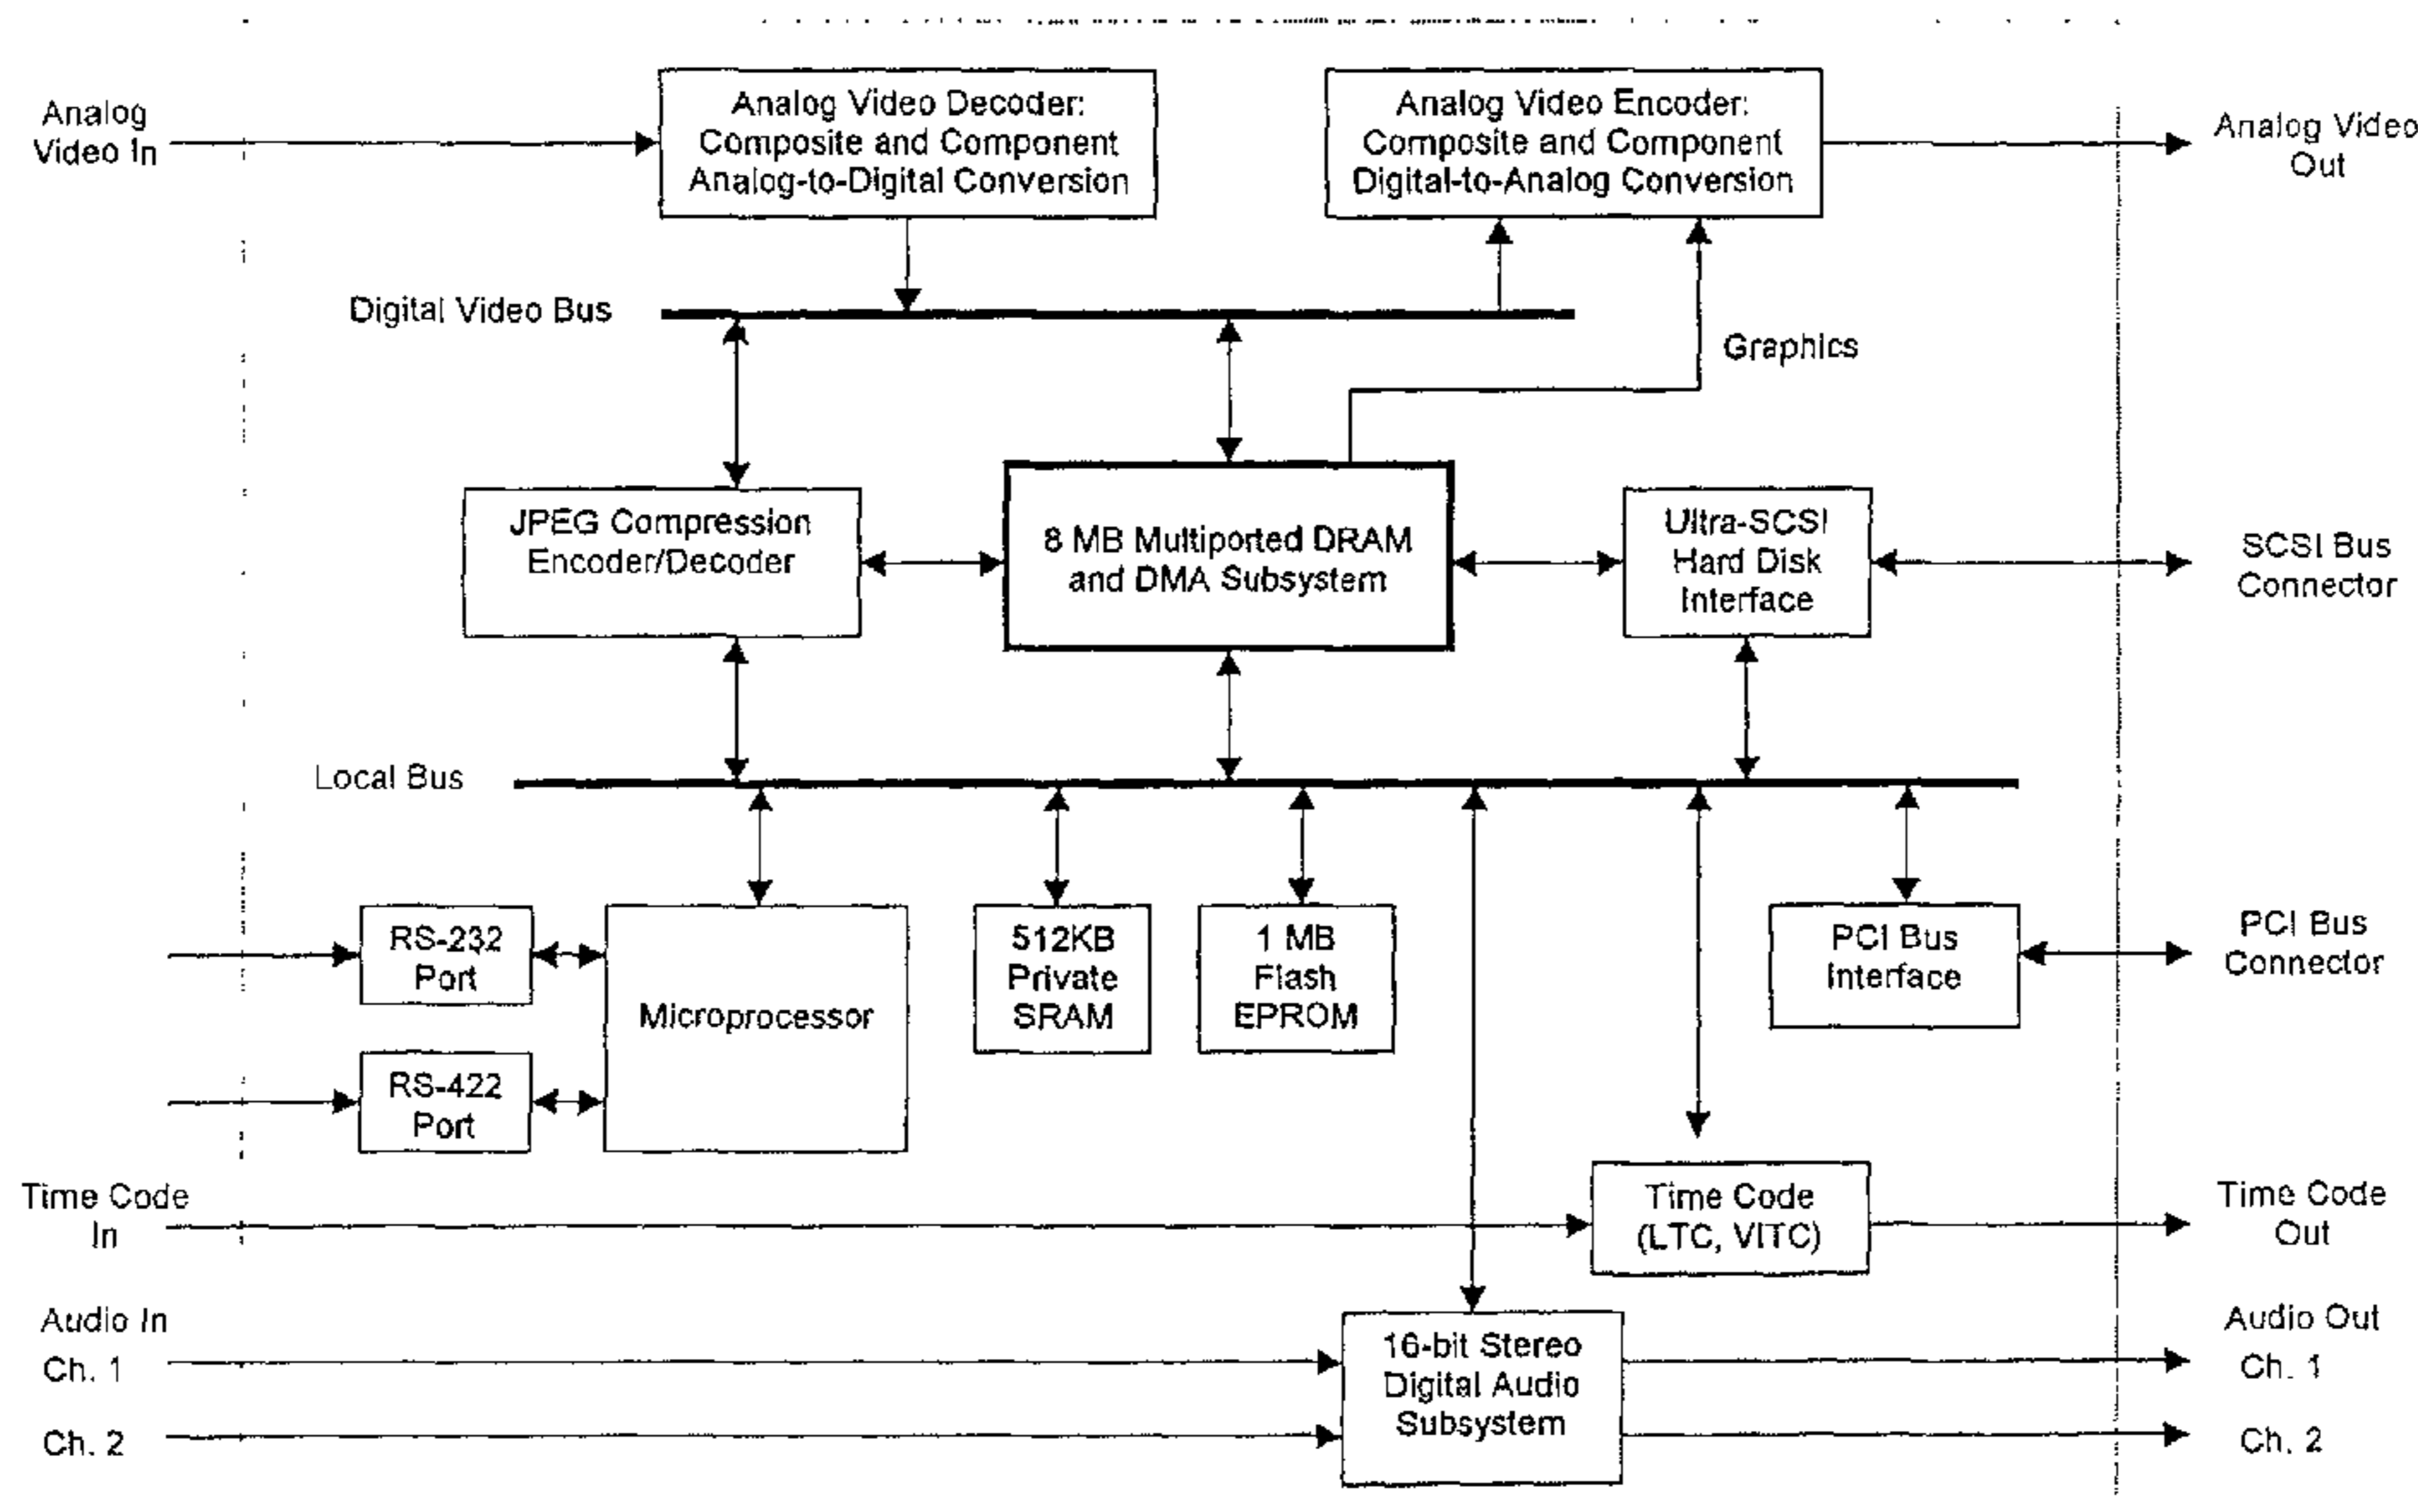 Analog
Video In
Analog Video Decoder:
Composite and Component
Analog-to-Digital Conversion
Analog Video Encoder:
Composite and Component
Digital-to-Analog Conversion
Analog Video
Out
Digital Video Bus
Graphics
JPEG Compression
Encoder/Decoder
8 MB Multiported DRAM
and DMA Subsystem
Ultra-SCSI
Hard Disk
Interface
SCSI Bus
Connector
Local Bus
RS-232
Port
Microprocessor
512KB
Private
SRAM
1 MB
Flash
EPROM
PCI Bus
Interface
PCI Bus
Connector
RS-422
Port
Time Code
In
Time Code
(LTC, VITC)
Time Code
Out
Audio In
Ch. 1
Ch. 2
16-bit Stereo
Digital Audio
Subsystem
Audio Out
Ch. 1
Ch. 2